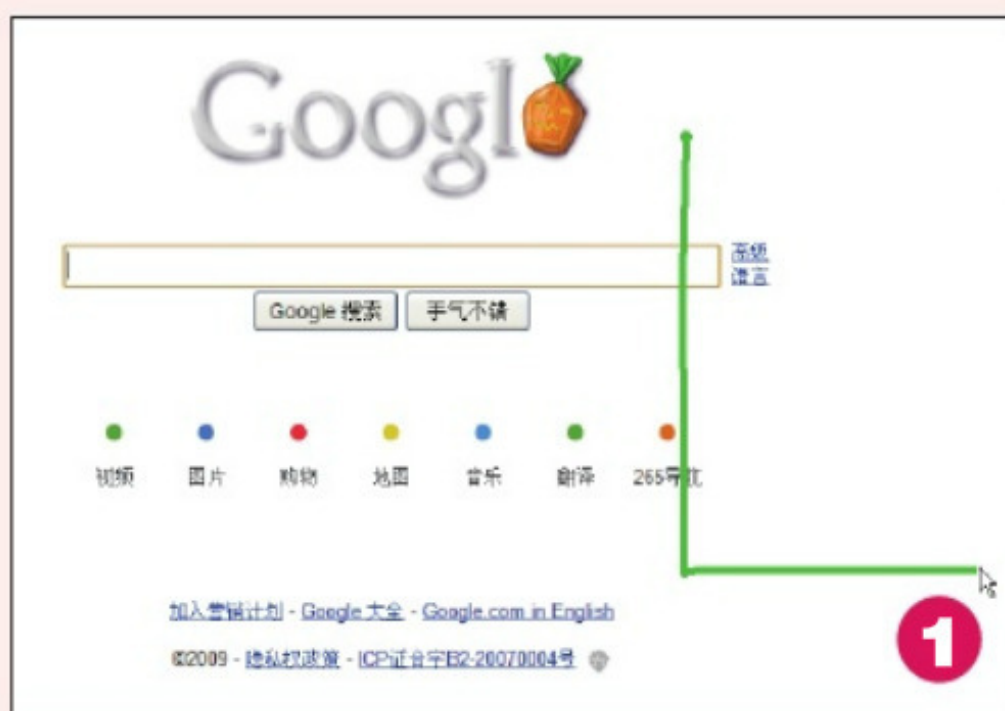 Google
高级
语言
Google 搜索 手气不错
视频 图片 购物 地图 音乐 翻译 265导航
加入营销计划 - Google 大全 - Google.com in English
©2009 - 隐私权政策 - ICP证合字B2-20070004号
1